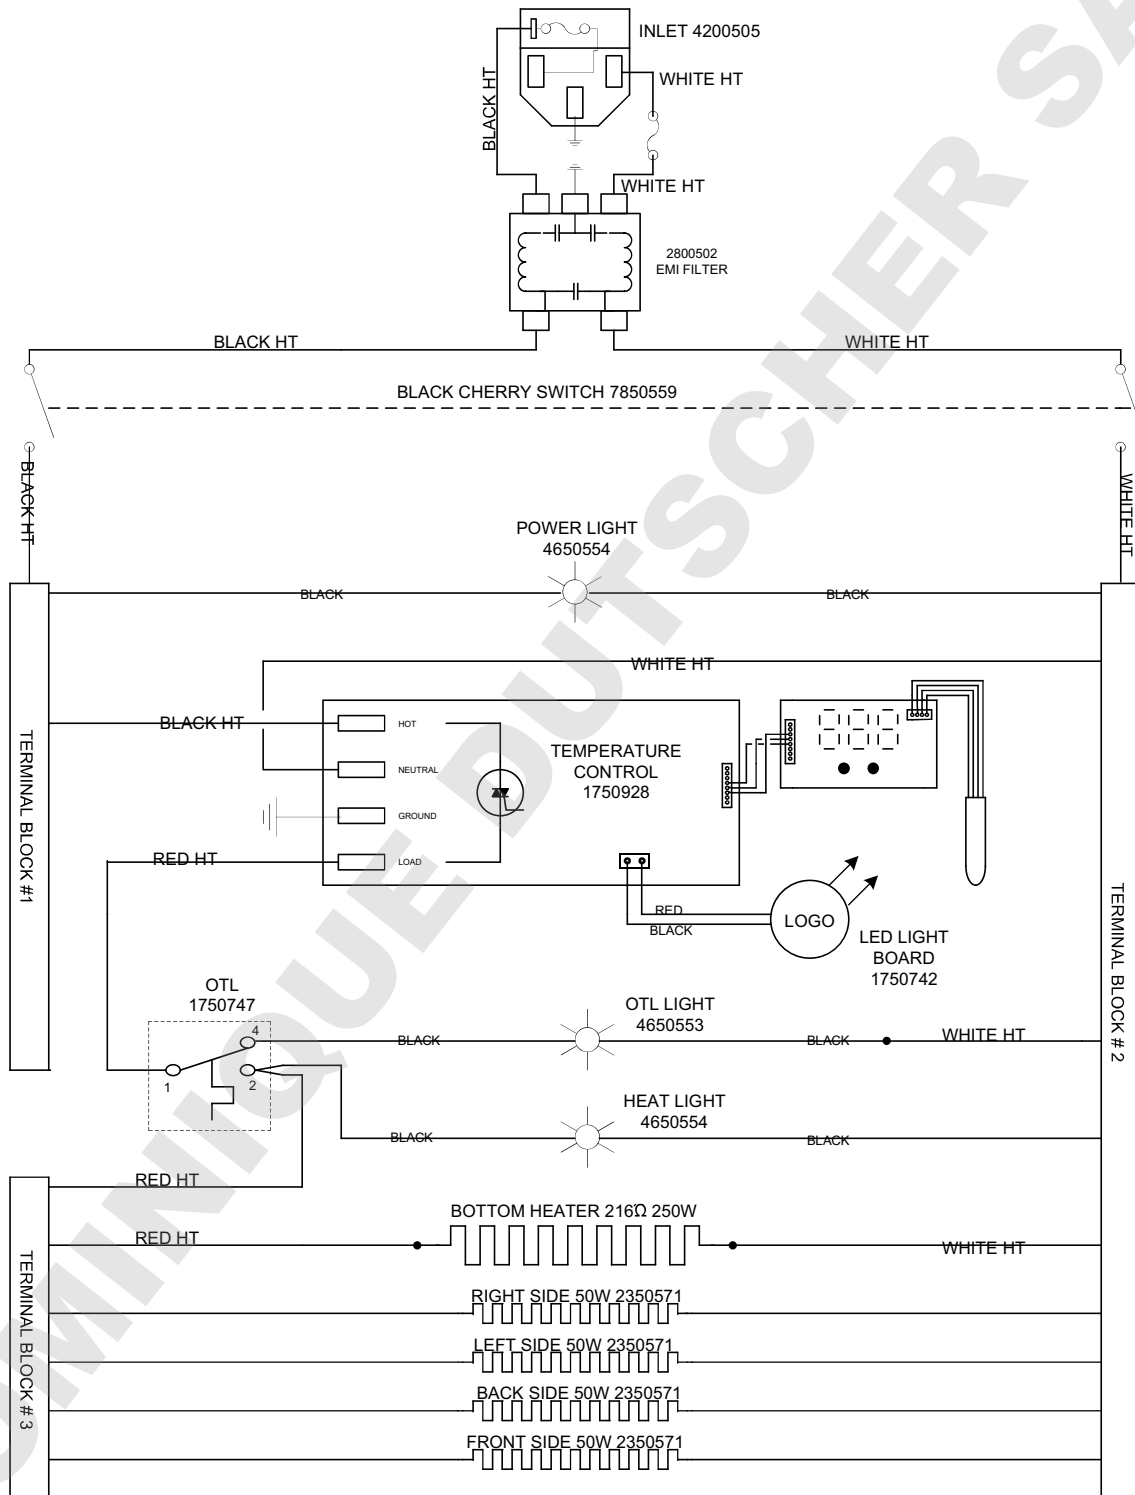 INLET 4200505
BLACK HT
WHITE HT
WHITE HT
2800502
EMI FILTER
BLACK HT
WHITE HT
BLACK CHERRY SWITCH 7850559
BLACK HT
WHITE HT
POWER LIGHT
4650554
BLACK
BLACK
WHITE HT
BLACK HT
HOT
NEUTRAL
GROUND
LOAD
TEMPERATURE
CONTROL
1750928
TERMINAL BLOCK #1
RED HT
RED
BLACK
LOGO
LED LIGHT
BOARD
1750742
TERMINAL BLOCK # 2
OTL
1750747
4
1
2
OTL LIGHT
4650553
BLACK
BLACK
WHITE HT
HEAT LIGHT
4650554
BLACK
BLACK
RED HT
BOTTOM HEATER 216Ω 250W
RED HT
WHITE HT
TERMINAL BLOCK # 3
RIGHT SIDE 50W 2350571
LEFT SIDE 50W 2350571
BACK SIDE 50W 2350571
FRONT SIDE 50W 2350571
OMINIQUE DUTSCHER SA